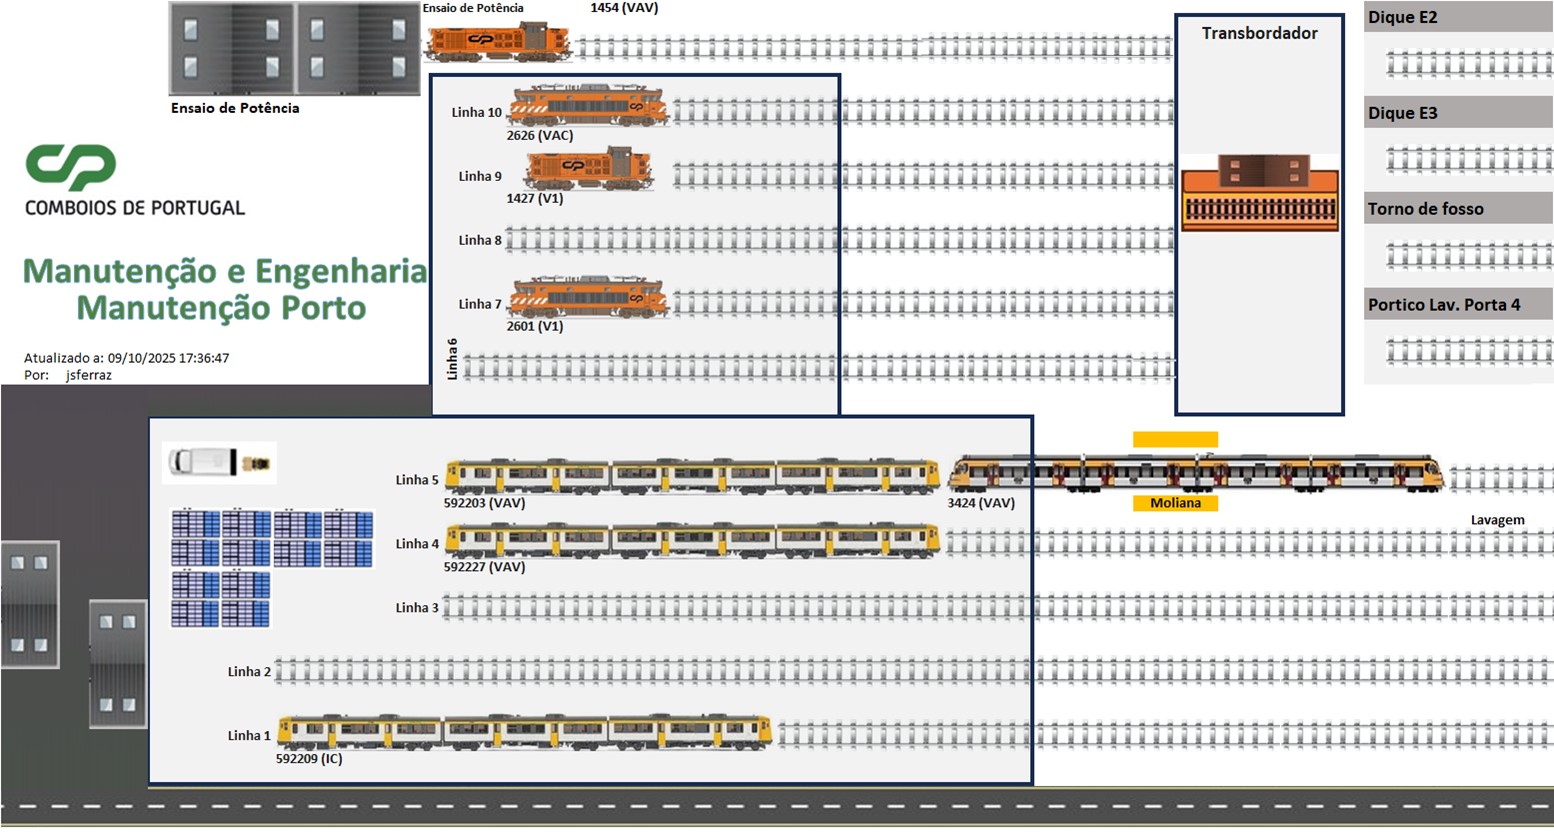 Ensaio de Potência
1454 (VAV)
Ensaio de Potência
Transbordador
Dique E2
Dique E3
Torno de fosso
Portico Lav. Porta 4
Linha 10
2626 (VAC)
Linha 9
1427 (V1)
Linha 8
Linha 7
2601 (V1)
Linha6
CP
COMBOIOS DE PORTUGAL
Manutenção e Engenharia
Manutenção Porto
Atualizado a: 09/10/2025 17:36:47
Por: jsferraz
Linha 5
592203 (VAV)
3424 (VAV)
Moliana
Lavagem
Linha 4
592227 (VAV)
Linha 3
Linha 2
Linha 1
592209 (IC)